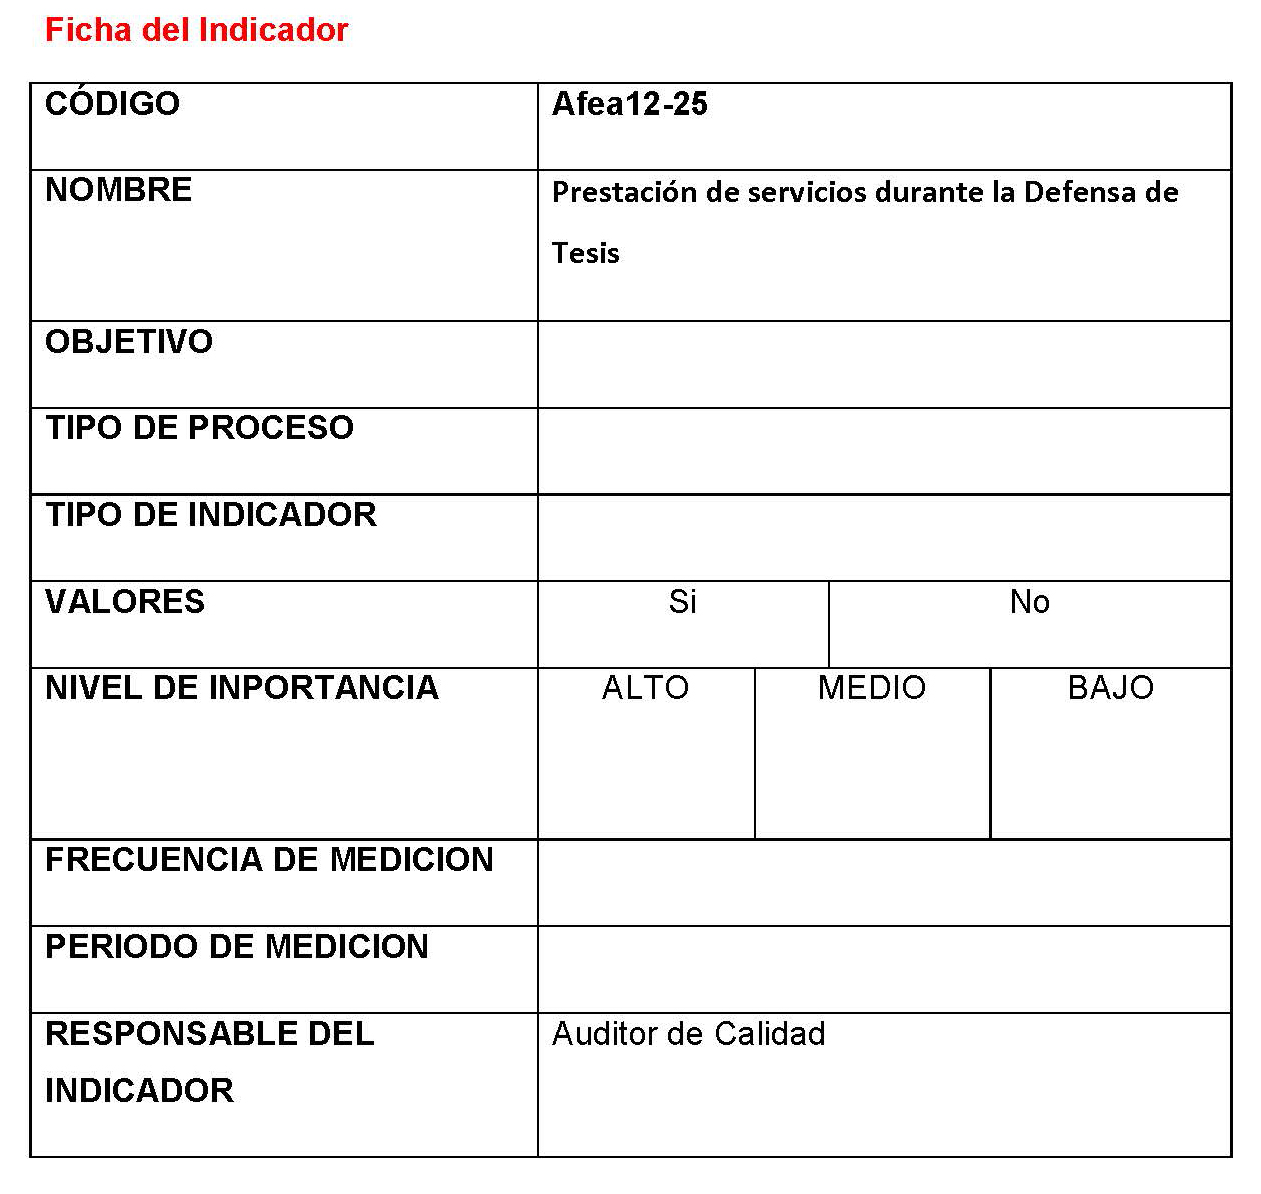 Ficha del Indicador
CÓDIGO Afea12-25
NOMBRE Prestación de servicios durante la Defensa de
Tesis
OBJETIVO
TIPO DE PROCESO
TIPO DE INDICADOR
VALORES Si No
NIVEL DE INPORTANCIA ALTO MEDIO BAJO
FRECUENCIA DE MEDICION
PERIODO DE MEDICION
RESPONSABLE DEL Auditor de Calidad
INDICADOR